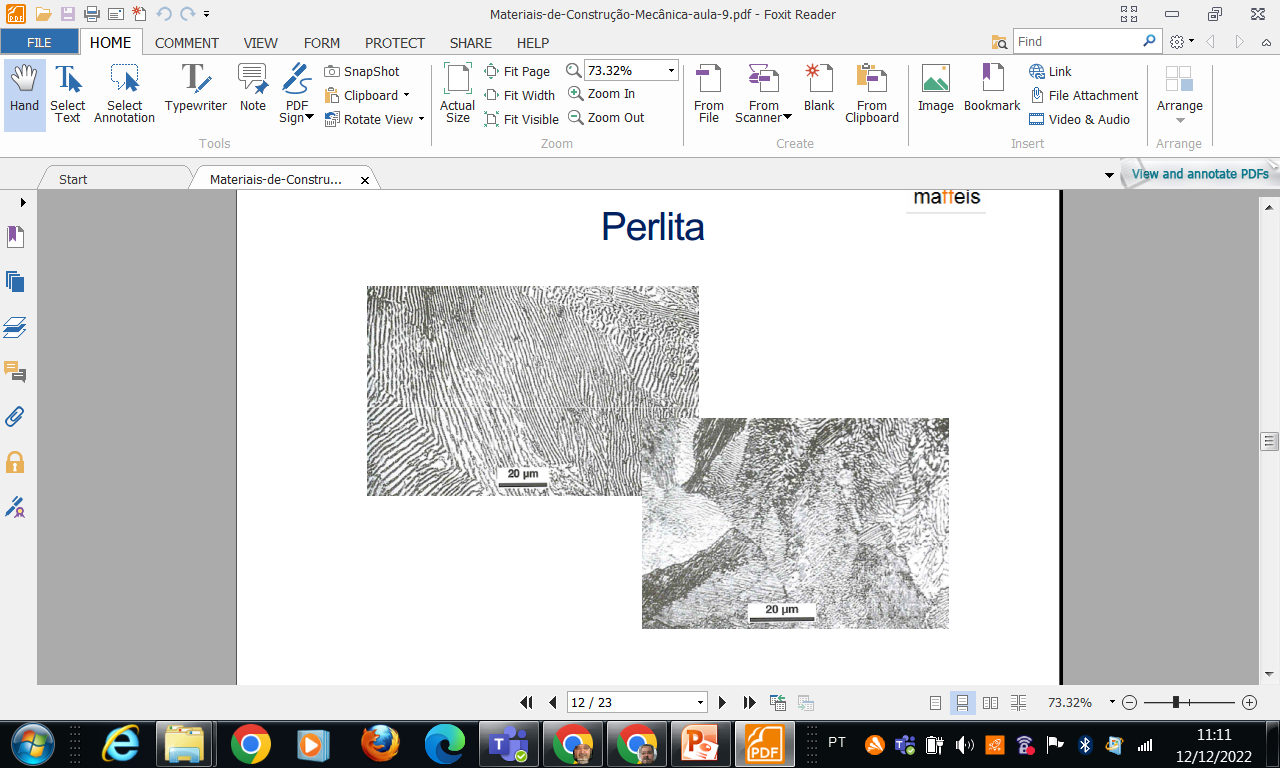 Materiais-de-Construção-Mecânica-aula-9.pdf - Foxit Reader
FILE HOME COMMENT VIEW FORM PROTECT SHARE HELP
Find
Hand
Select Text
Select Annotation
Typewriter
Note
PDF Sign
SnapShot
Clipboard
Rotate View
Tools
Actual Size
Fit Page
Fit Width
Fit Visible
73.32%
Zoom In
Zoom Out
Zoom
From File
From Scanner
Blank
From Clipboard
Create
Image
Bookmark
Link
File Attachment
Video & Audio
Insert
Arrange
Arrange
Start
Materiais-de-Constru...
View and annotate PDFs
maffeis
Perlita
20 µm
20 µm
12 / 23
73.32%
PDF
PT
11:11
12/12/2022